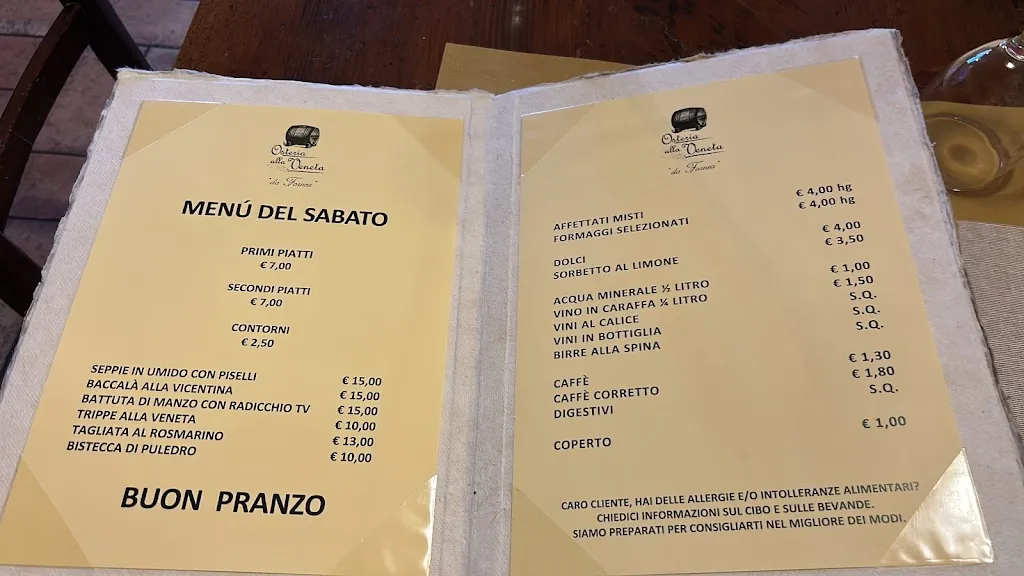 Osteria
alla Veneta
"da Forner"
MENÚ DEL SABATO
PRIMI PIATTI
€ 7,00
SECONDI PIATTI
€ 7,00
CONTORNI
€ 2,50
SEPPIE IN UMIDO CON PISELLI € 15,00
BACCALÀ ALLA VICENTINA € 15,00
BATTUTA DI MANZO CON RADICCHIO TV € 15,00
TRIPPE ALLA VENETA € 10,00
TAGLIATA AL ROSMARINO € 13,00
BISTECCA DI PULEDRO € 10,00
BUON PRANZO
Osteria
alla Veneta
"da Forner"
AFFETTATI MISTI € 4,00 hg
FORMAGGI SELEZIONATI € 4,00 hg
DOLCI € 4,00
SORBETTO AL LIMONE € 3,50
ACQUA MINERALE ½ LITRO € 1,00
VINO IN CARAFFA ¼ LITRO € 1,50
VINI AL CALICE S.Q.
VINI IN BOTTIGLIA S.Q.
BIRRE ALLA SPINA S.Q.
CAFFÈ € 1,30
CAFFÈ CORRETTO € 1,80
DIGESTIVI S.Q.
COPERTO € 1,00
CARO CLIENTE, HAI DELLE ALLERGIE E/O INTOLLERANZE ALIMENTARI?
CHIEDICI INFORMAZIONI SUL CIBO E SULLE BEVANDE.
SIAMO PREPARATI PER CONSIGLIARTI NEL MIGLIORE DEI MODI.